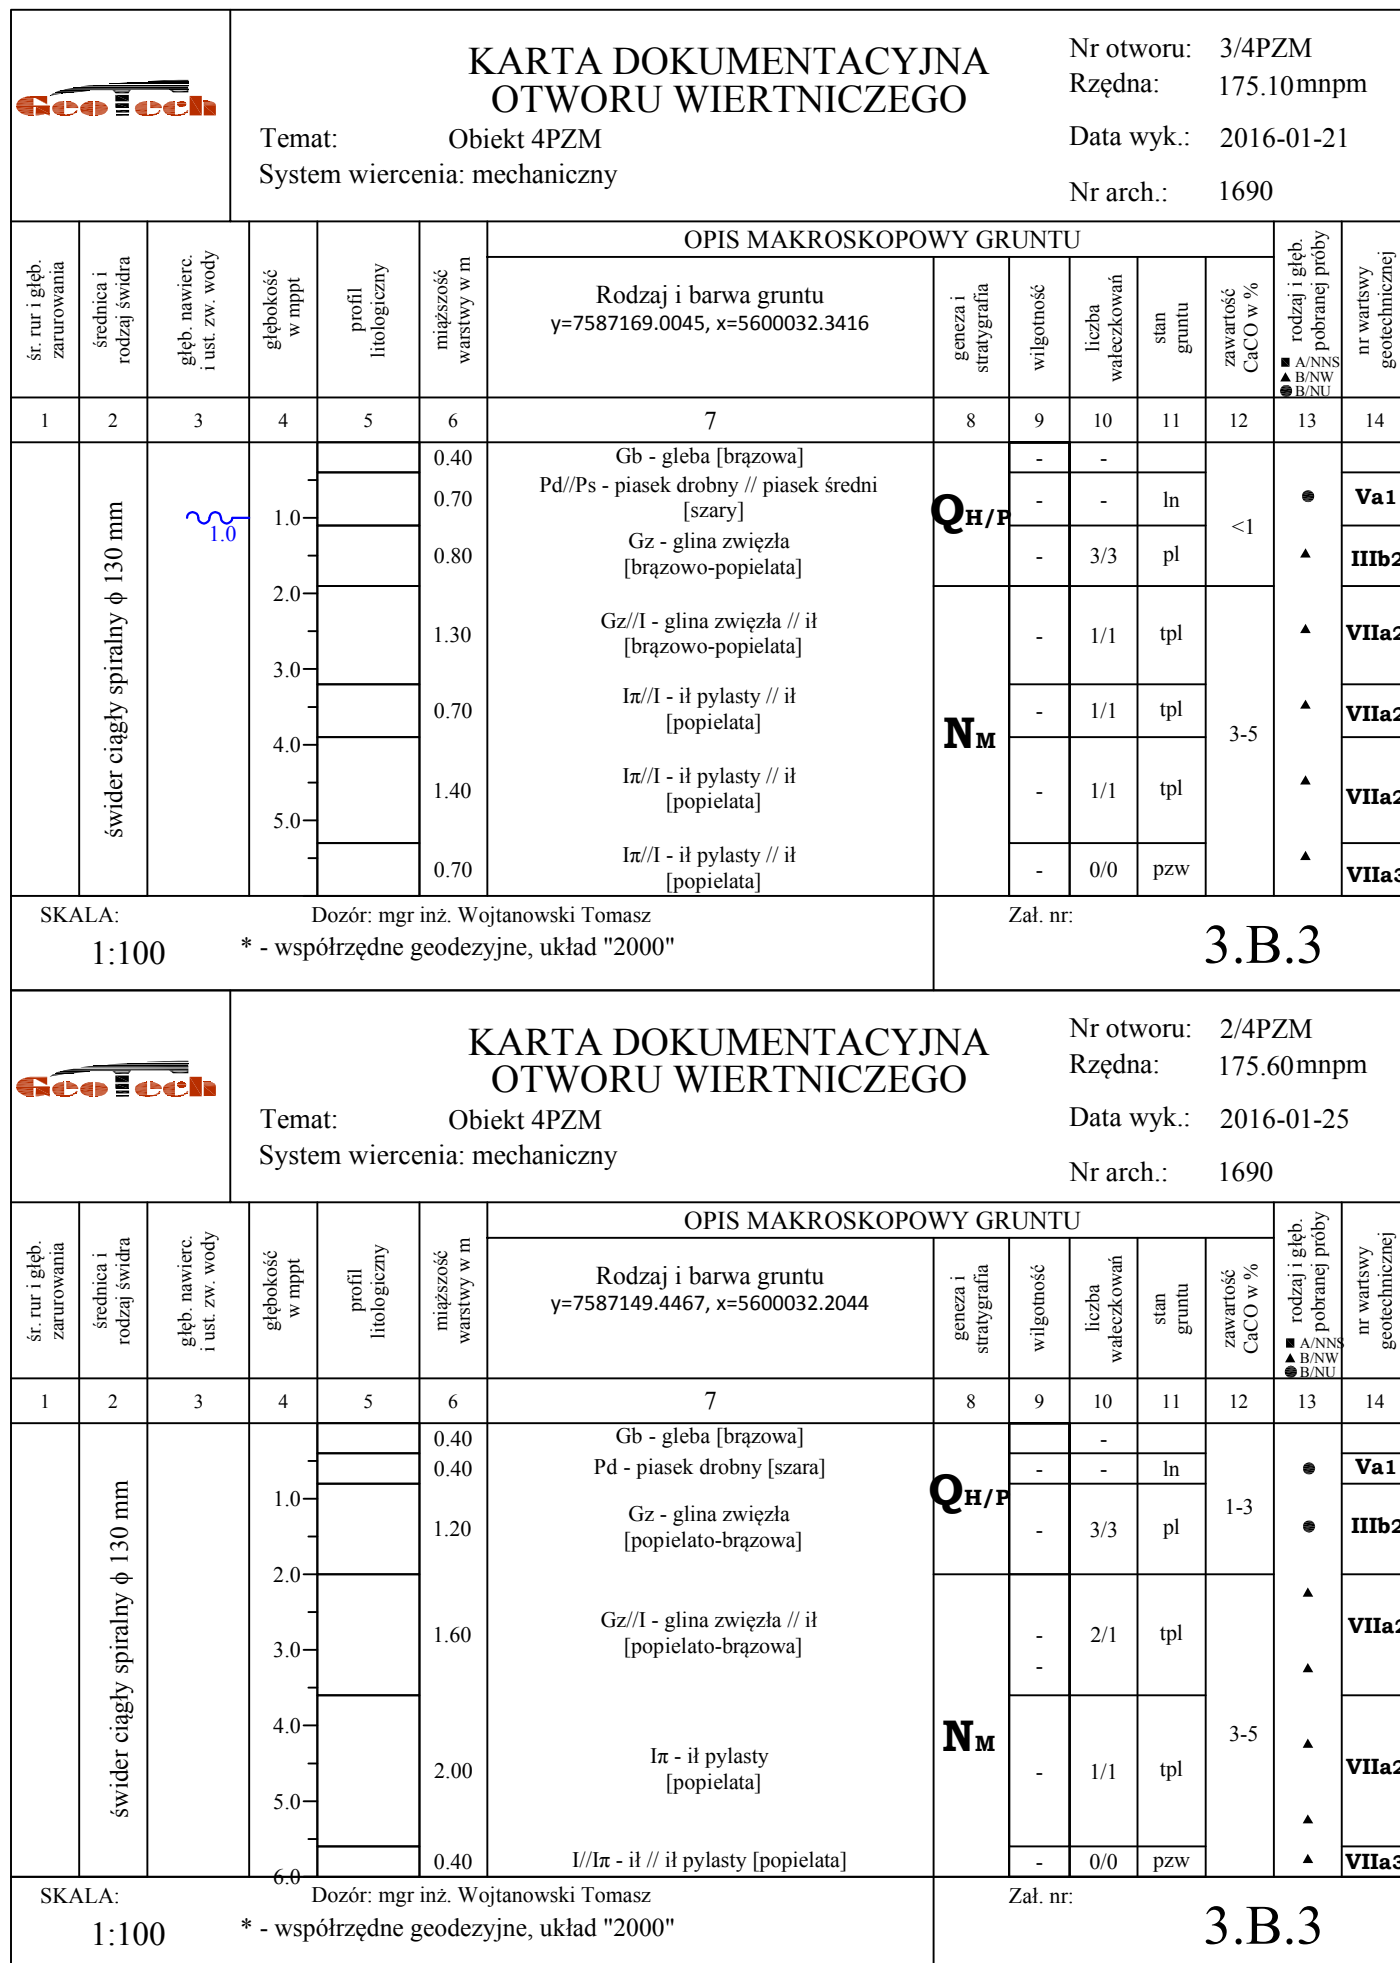 GeoTech
KARTA DOKUMENTACYJNA
OTWORU WIERTNICZEGO
Temat: Obiekt 4PZM
System wiercenia: mechaniczny
Nr otworu: 3/4PZM
Rzędna: 175.10mnpm
Data wyk.: 2016-01-21
Nr arch.: 1690
śr. rur i głęb. zarurowania
średnica i rodzaj świdra
głęb. nawierc. i ust. zw. wody
głębokość w mppt
profil litologiczny
miąższość warstwy w m
OPIS MAKROSKOPOWY GRUNTU
Rodzaj i barwa gruntu
y=7587169.0045, x=5600032.3416
geneza i stratygrafia
wilgotność
liczba wałeczkowań
stan gruntu
zawartość CaCO w %
rodzaj i głęb. pobranej próby
■ A/NNS
▲ B/NW
● B/NU
nr wartswy geotechnicznej
1 2 3 4 5 6 7 8 9 10 11 12 13 14
świder ciągły spiralny ϕ 130 mm
1.0
1.0
2.0
3.0
4.0
5.0
0.40 Gb - gleba [brązowa] - -
0.70 Pd//Ps - piasek drobny // piasek średni
[szary] - - ln Va1
QH/P
<1
0.80 Gz - glina zwięzła
[brązowo-popielata] - 3/3 pl IIIb2
1.30 Gz//I - glina zwięzła // ił
[brązowo-popielata] - 1/1 tpl VIIa2
0.70 Iπ//I - ił pylasty // ił
[popielata] - 1/1 tpl VIIa2
NM
3-5
1.40 Iπ//I - ił pylasty // ił
[popielata] - 1/1 tpl VIIa2
0.70 Iπ//I - ił pylasty // ił
[popielata] - 0/0 pzw VIIa3
SKALA:
1:100
Dozór: mgr inż. Wojtanowski Tomasz
* - współrzędne geodezyjne, układ "2000"
Zał. nr:
3.B.3
GeoTech
KARTA DOKUMENTACYJNA
OTWORU WIERTNICZEGO
Temat: Obiekt 4PZM
System wiercenia: mechaniczny
Nr otworu: 2/4PZM
Rzędna: 175.60mnpm
Data wyk.: 2016-01-25
Nr arch.: 1690
śr. rur i głęb. zarurowania
średnica i rodzaj świdra
głęb. nawierc. i ust. zw. wody
głębokość w mppt
profil litologiczny
miąższość warstwy w m
OPIS MAKROSKOPOWY GRUNTU
Rodzaj i barwa gruntu
y=7587149.4467, x=5600032.2044
geneza i stratygrafia
wilgotność
liczba wałeczkowań
stan gruntu
zawartość CaCO w %
rodzaj i głęb. pobranej próby
■ A/NNS
▲ B/NW
● B/NU
nr wartswy geotechnicznej
1 2 3 4 5 6 7 8 9 10 11 12 13 14
świder ciągły spiralny ϕ 130 mm
1.0
2.0
3.0
4.0
5.0
6.0
0.40 Gb - gleba [brązowa] -
0.40 Pd - piasek drobny [szara] - - ln Va1
QH/P
1-3
1.20 Gz - glina zwięzła
[popielato-brązowa] - 3/3 pl IIIb2
1.60 Gz//I - glina zwięzła // ił
[popielato-brązowa] - 2/1 tpl VIIa2
-
NM
3-5
2.00 Iπ - ił pylasty
[popielata] - 1/1 tpl VIIa2
0.40 I//Iπ - ił // ił pylasty [popielata] - 0/0 pzw VIIa3
SKALA:
1:100
Dozór: mgr inż. Wojtanowski Tomasz
* - współrzędne geodezyjne, układ "2000"
Zał. nr:
3.B.3